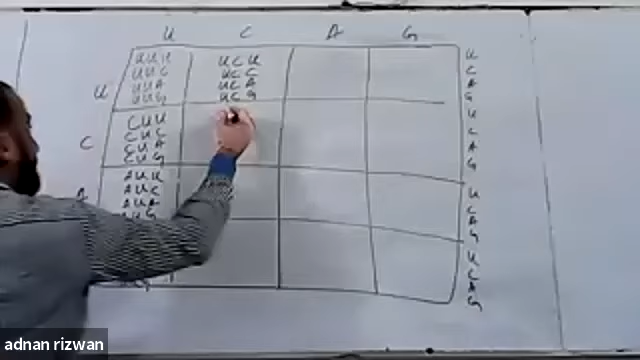 U C A G
U UUU UCU U
UUC UCC C
UUA UCA A
UUG UCG G
C CUU U
CUC C
CUA A
CUG G
AUU U
AUC C
AUA A
AUG G
U
C
A
G
adnan rizwan